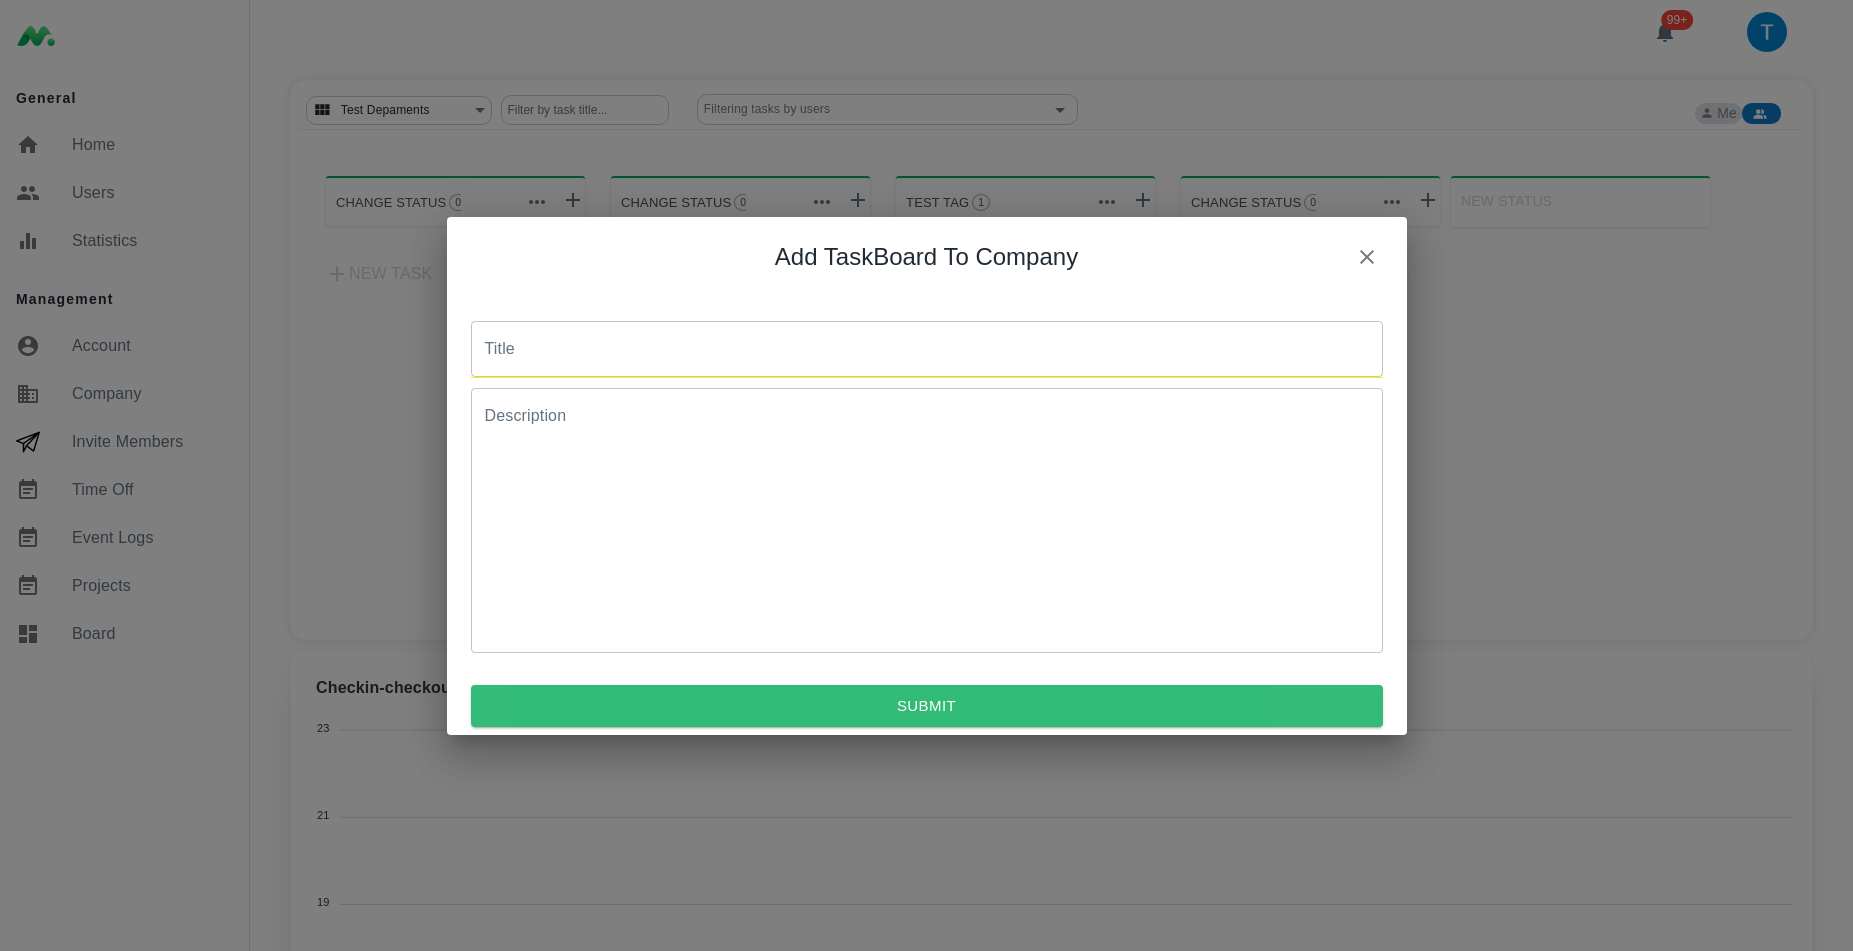 99+
T
General
Home
Users
Statistics
Management
Account
Company
Invite Members
Time Off
Event Logs
Projects
Board
Test Depaments
Filter by task title...
Filtering tasks by users
Me
CHANGE STATUS 0
CHANGE STATUS 0
TEST TAG 1
CHANGE STATUS 0
NEW STATUS
NEW TASK
Add TaskBoard To Company
Title
Description
SUBMIT
Checkin-checkou
23
21
19